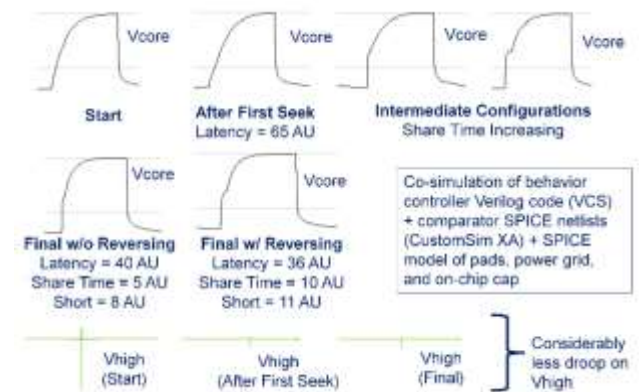 Vcore
Vcore
Vcore
Vcore
Start
After First Seek
Latency = 65 AU
Intermediate Configurations
Share Time Increasing
Vcore
Vcore
Final w/o Reversing
Latency = 40 AU
Share Time = 5 AU
Short = 8 AU
Final w/ Reversing
Latency = 36 AU
Share Time = 10 AU
Short = 11 AU
Co-simulation of behavior
controller Verilog code (VCS)
+ comparator SPICE netlists
(CustomSim XA) + SPICE
model of pads, power grid,
and on-chip cap
Vhigh
(Start)
Vhigh
(After First Seek)
Vhigh
(Final)
Considerably
less droop on
Vhigh